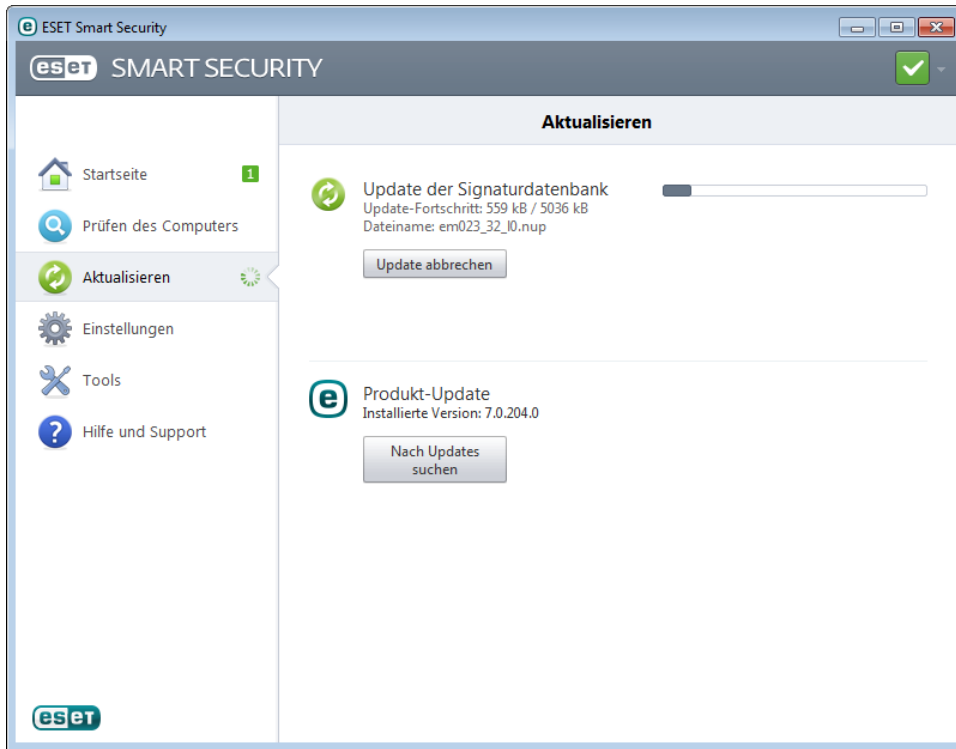 ESET Smart Security
eseT SMART SECURITY
Aktualisieren
Startseite 1
Prüfen des Computers
Aktualisieren
Einstellungen
Tools
Hilfe und Support
Update der Signaturdatenbank
Update-Fortschritt: 559 kB / 5036 kB
Dateiname: em023_32_l0.nup
Update abbrechen
Produkt-Update
Installierte Version: 7.0.204.0
Nach Updates
suchen
eseT